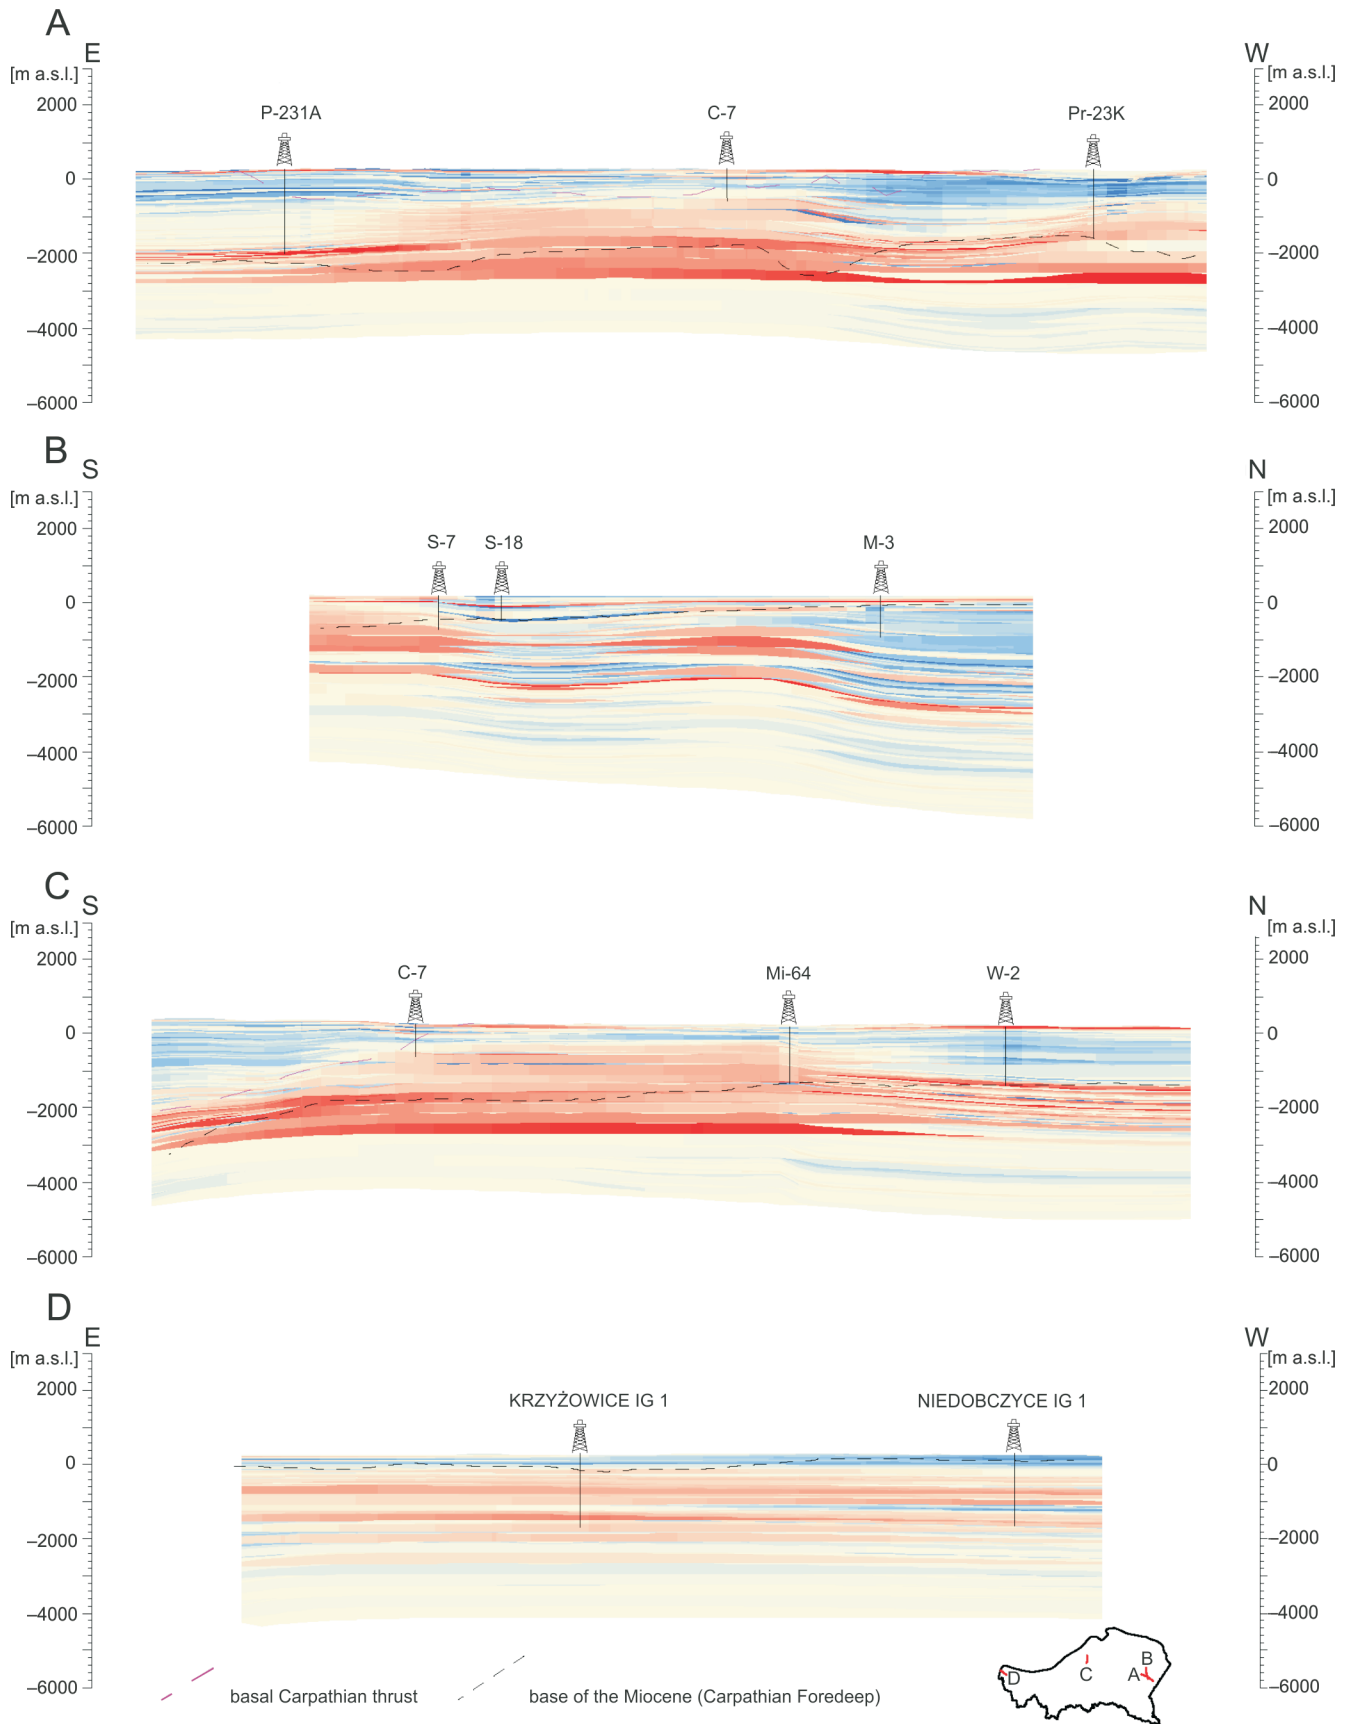 A
E
W
[m a.s.l.]
[m a.s.l.]
P-231A
C-7
Pr-23K
2000
0
–2000
–4000
–6000
2000
0
–2000
–4000
–6000
B
S
N
[m a.s.l.]
[m a.s.l.]
S-7
S-18
M-3
2000
0
–2000
–4000
–6000
2000
0
–2000
–4000
–6000
C
S
N
[m a.s.l.]
[m a.s.l.]
C-7
Mi-64
W-2
2000
0
–2000
–4000
–6000
2000
0
–2000
–4000
–6000
D
E
W
[m a.s.l.]
[m a.s.l.]
KRZYŻOWICE IG 1
NIEDOBCZYCE IG 1
2000
0
–2000
–4000
–6000
2000
0
–2000
–4000
–6000
basal Carpathian thrust
base of the Miocene (Carpathian Foredeep)
D
C
A
B